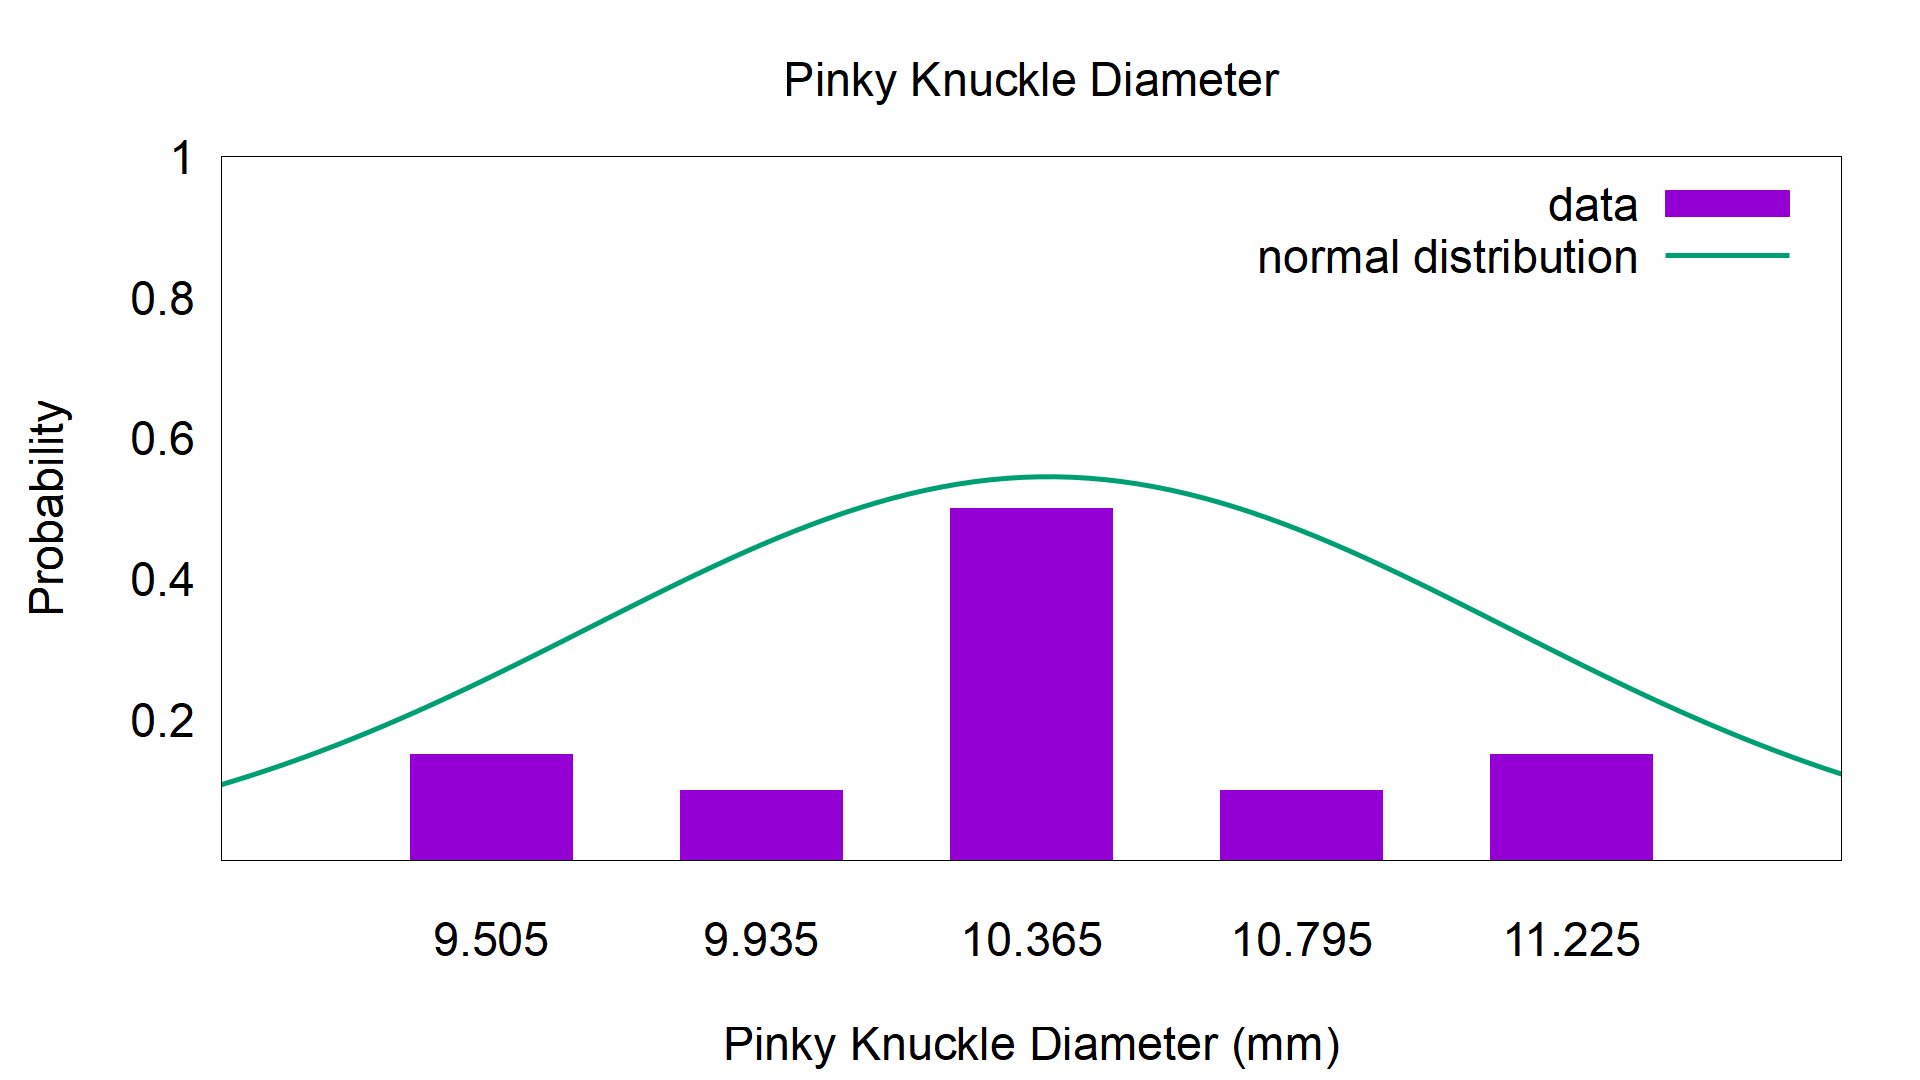 Pinky Knuckle Diameter
1
data
normal distribution
0.8
0.6
0.4
0.2
Probability
9.505 9.935 10.365 10.795 11.225
Pinky Knuckle Diameter (mm)